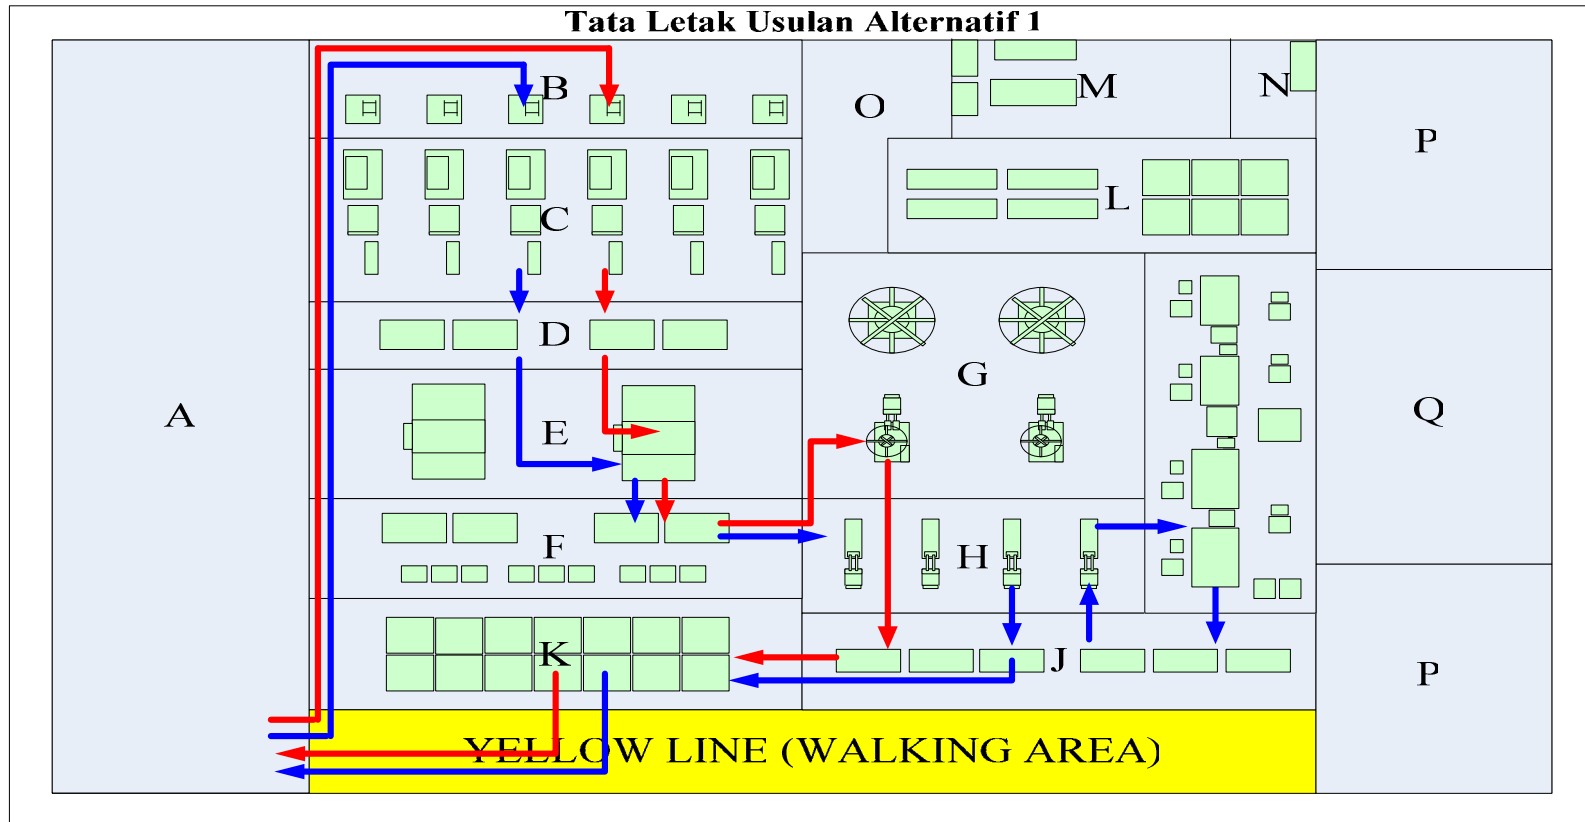 Tata Letak Usulan Alternatif 1
B
M
N
O
P
C
L
D
G
A
E
Q
F
H
K
J
P
YELLOW LINE (WALKING AREA)